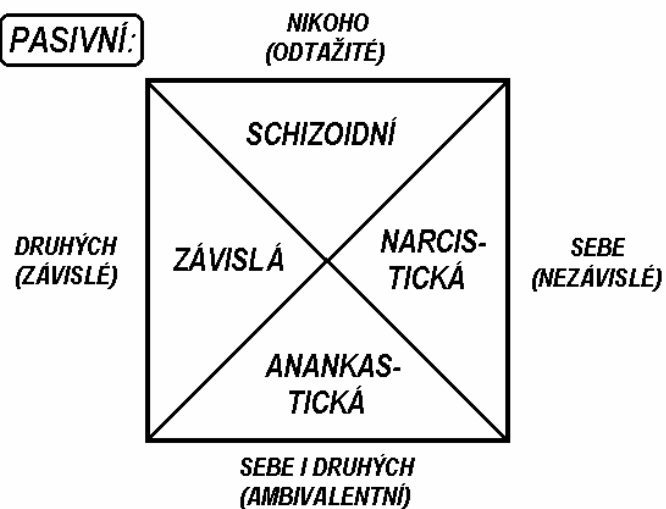 PASIVNÍ:
NIKOHO
(ODTAŽITÉ)
SCHIZOIDNÍ
DRUHÝCH
(ZÁVISLÉ)
ZÁVISLÁ
NARCIS-
TICKÁ
SEBE
(NEZÁVISLÉ)
ANANKAS-
TICKÁ
SEBE I DRUHÝCH
(AMBIVALENTNÍ)